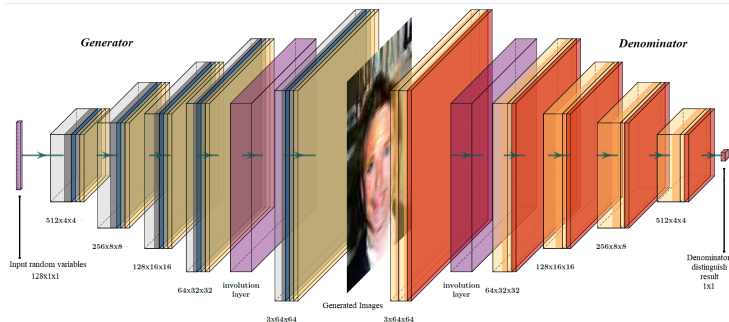 Generator
Denominator
512x4x4
256x8x8
128x16x16
64x32x32
involution
layer
3x64x64
Generated Images
3x64x64
involution
layer
64x32x32
128x16x16
256x8x8
512x4x4
Input random variables
128x1x1
Denominator
distinguish
result
1x1